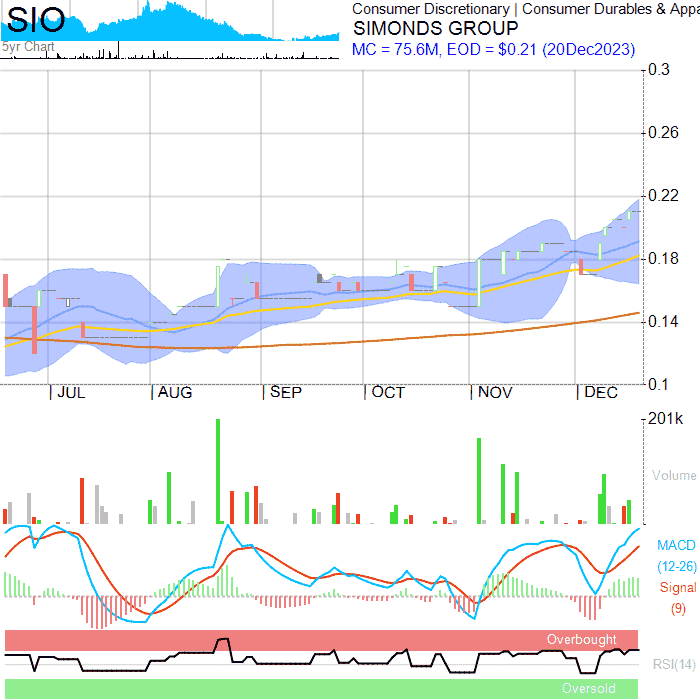 SIO
5yr Chart
Consumer Discretionary | Consumer Durables & Appa
SIMONDS GROUP
MC = 75.6M, EOD = $0.21 (20Dec2023)
0.3
0.26
0.22
0.18
0.14
0.1
| JUL | AUG | SEP | OCT | NOV | DEC
201k
Volume
MACD
(12-26)
Signal
(9)
Overbought
RSI(14)
Oversold